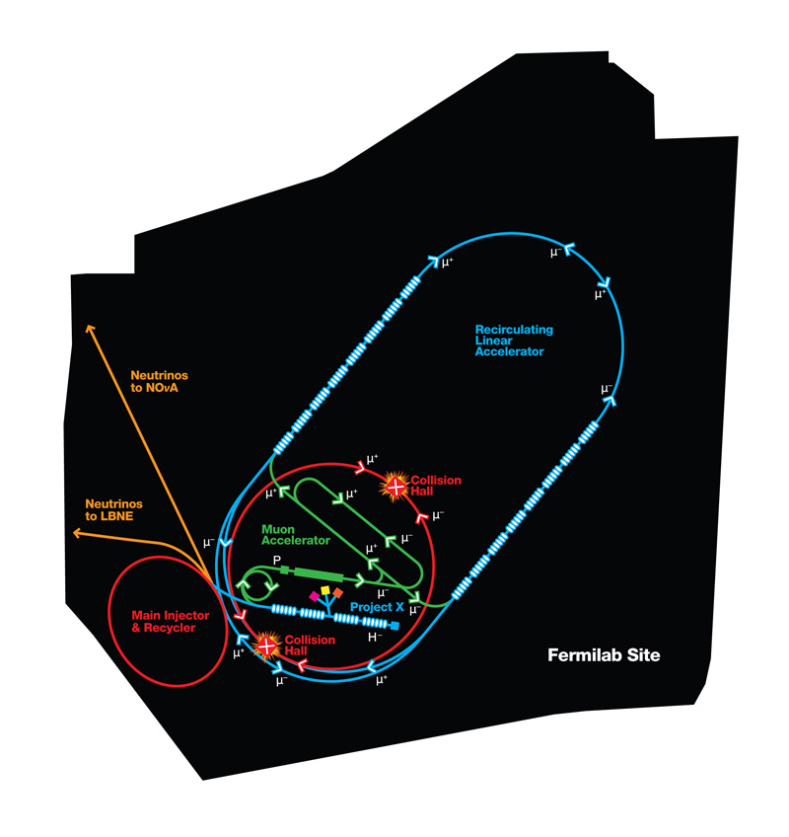 μ⁺
μ⁻
μ⁺
Recirculating
Linear
Accelerator
Neutrinos
to NOνA
μ⁻
μ⁺
Collision
Hall
μ⁺
μ⁺
Neutrinos
to LBNE
μ⁻
Muon
Accelerator
μ⁻
μ⁻
μ⁺
P
μ⁻
Project X
μ⁻
Main Injector
& Recycler
H⁻
Collision
Hall
μ⁺
Fermilab Site
μ⁻
μ⁺